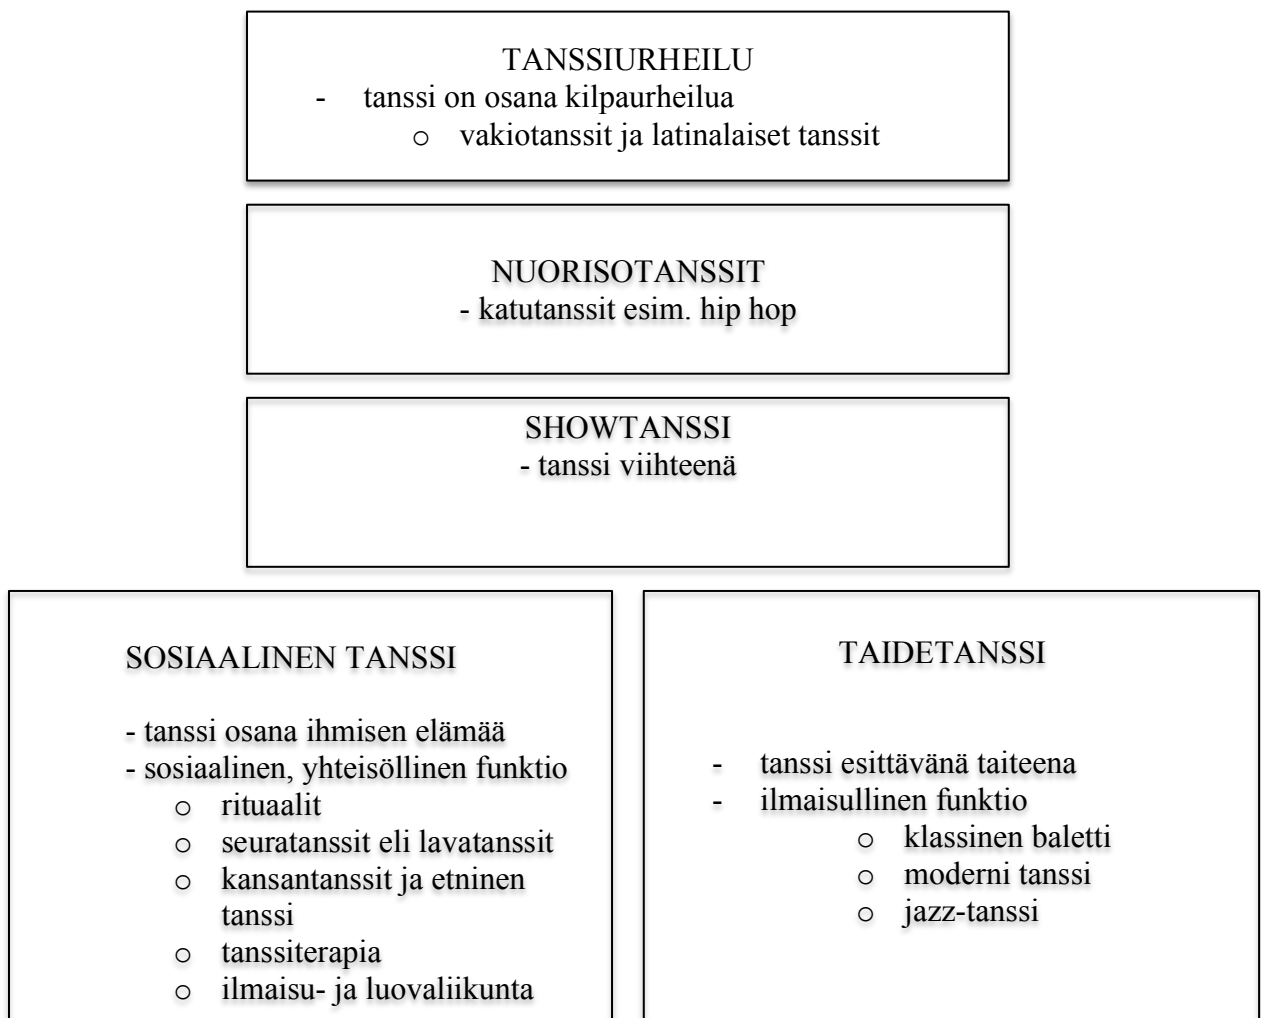 TANSSIURHEILU
- tanssi on osana kilpaurheilua
o vakiotanssit ja latinalaiset tanssit
NUORISOTANSSIT
- katutanssit esim. hip hop
SHOWTANSSI
- tanssi viihteenä
SOSIAALINEN TANSSI
- tanssi osana ihmisen elämää
- sosiaalinen, yhteisöllinen funktio
o rituaalit
o seuratanssit eli lavatanssit
o kansantanssit ja etninen
tanssi
o tanssiterapia
o ilmaisu- ja luovaliikunta
TAIDETANSSI
- tanssi esittävänä taiteena
- ilmaisullinen funktio
o klassinen baletti
o moderni tanssi
o jazz-tanssi